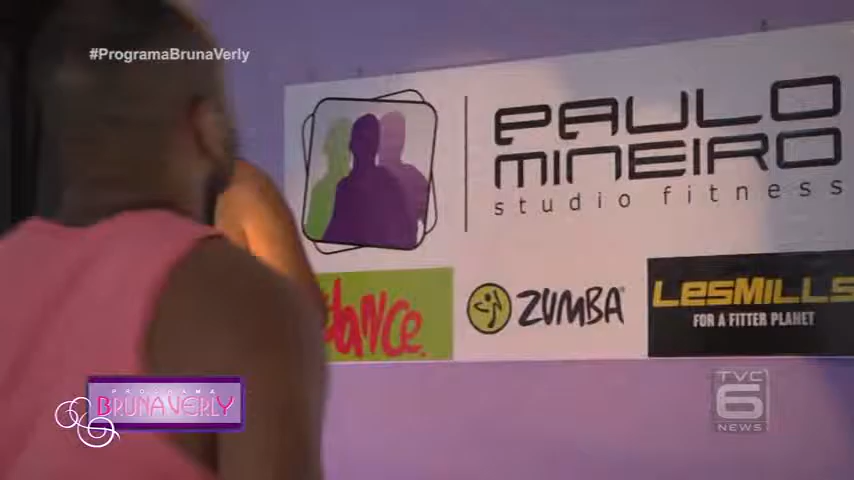 #ProgramaBrunaVerly
PAULO
MINEIRO
studio fitness
dance.
ZUMBA
LESMILLS
FOR A FITTER PLANET
PROGRAMA
BRUNAVERLY
TVC
6
NEWS